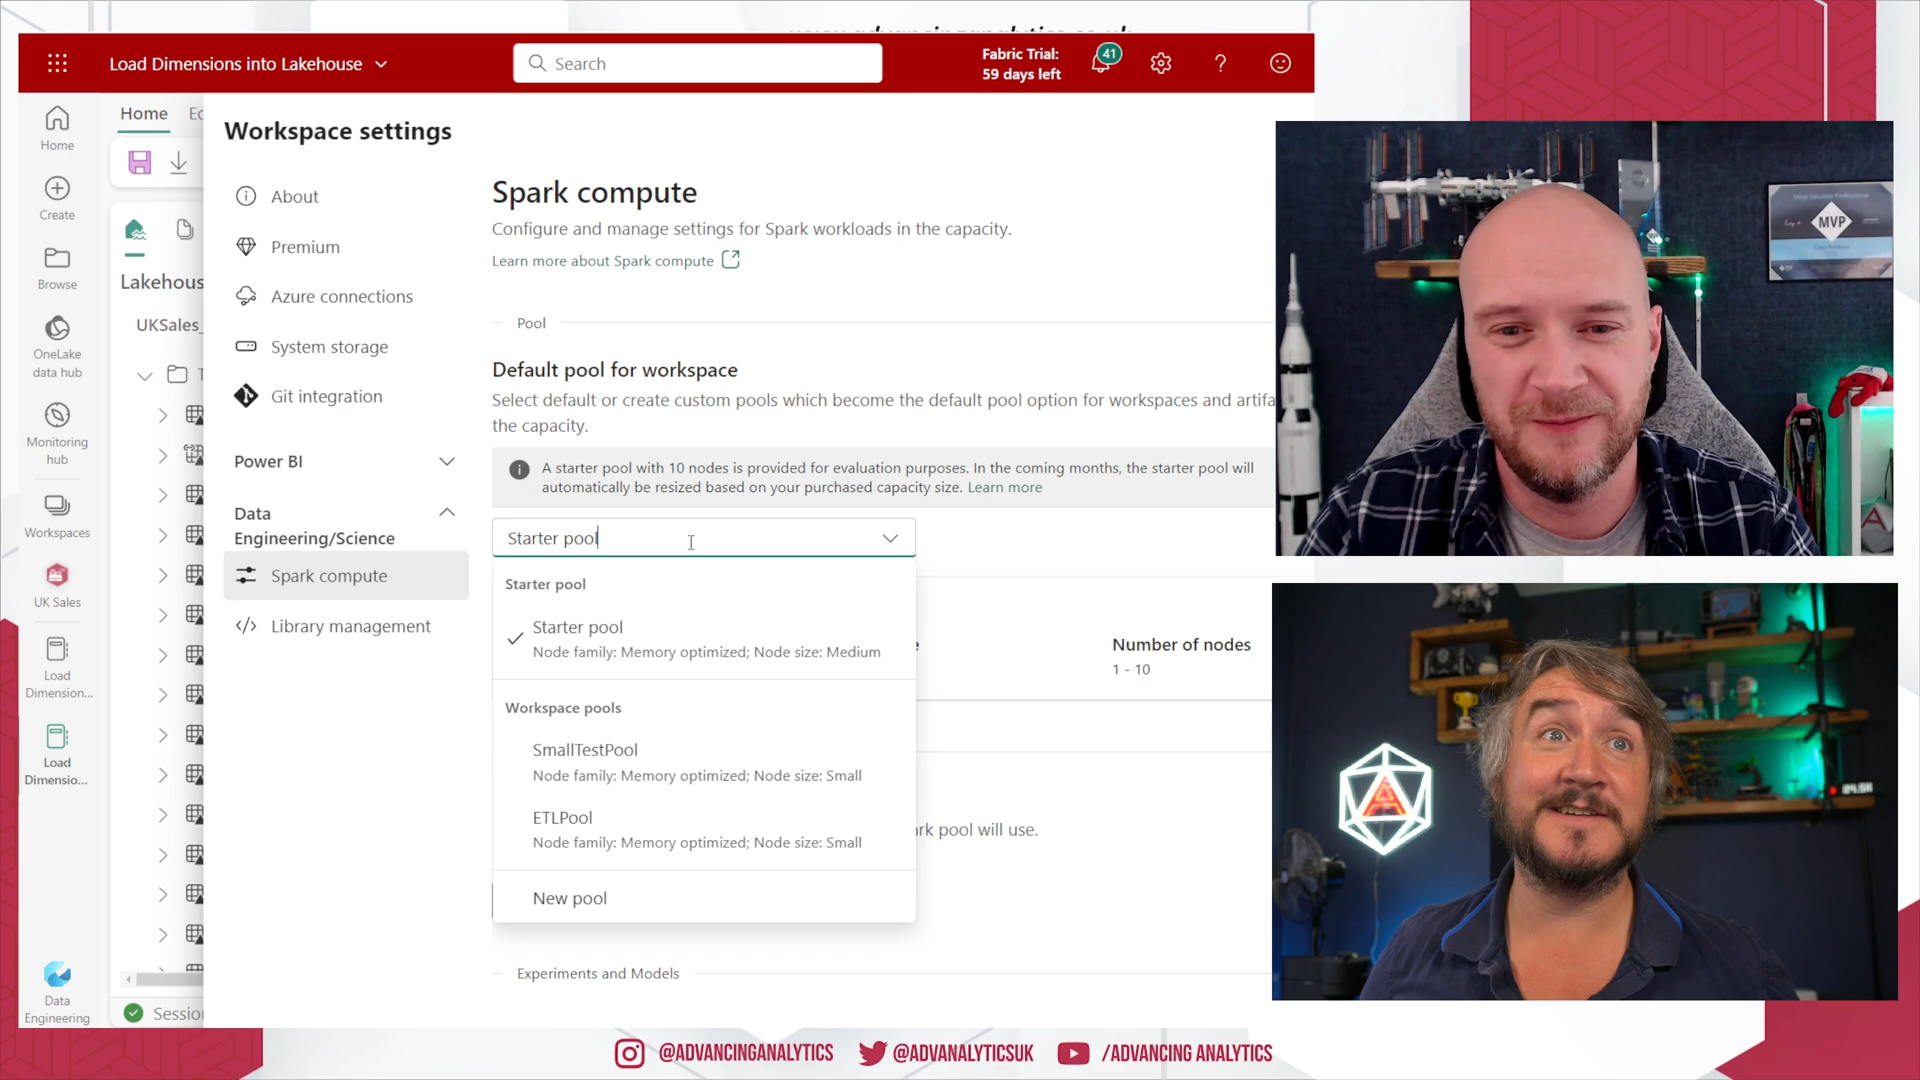 Load Dimensions into Lakehouse
Search
Fabric Trial:
59 days left
41
Home
Create
Browse
OneLake
data hub
Monitoring
hub
Workspaces
UK Sales
Load
Dimension...
Load
Dimensio...
Data
Engineering
Home
Lakehous
UKSales_
Sessio
Workspace settings
About
Premium
Azure connections
System storage
Git integration
Power BI
Data
Engineering/Science
Spark compute
Library management
Spark compute
Configure and manage settings for Spark workloads in the capacity.
Learn more about Spark compute
Pool
Default pool for workspace
Select default or create custom pools which become the default pool option for workspaces and artifa
the capacity.
A starter pool with 10 nodes is provided for evaluation purposes. In the coming months, the starter pool will
automatically be resized based on your purchased capacity size. Learn more
Starter pool
Starter pool
Starter pool
Node family: Memory optimized; Node size: Medium
Workspace pools
SmallTestPool
Node family: Memory optimized; Node size: Small
ETLPool
Node family: Memory optimized; Node size: Small
New pool
Number of nodes
1 - 10
rk pool will use.
Experiments and Models
MVP
@ADVANCINGANALYTICS
@ADVANALYTICSUK
/ADVANCING ANALYTICS